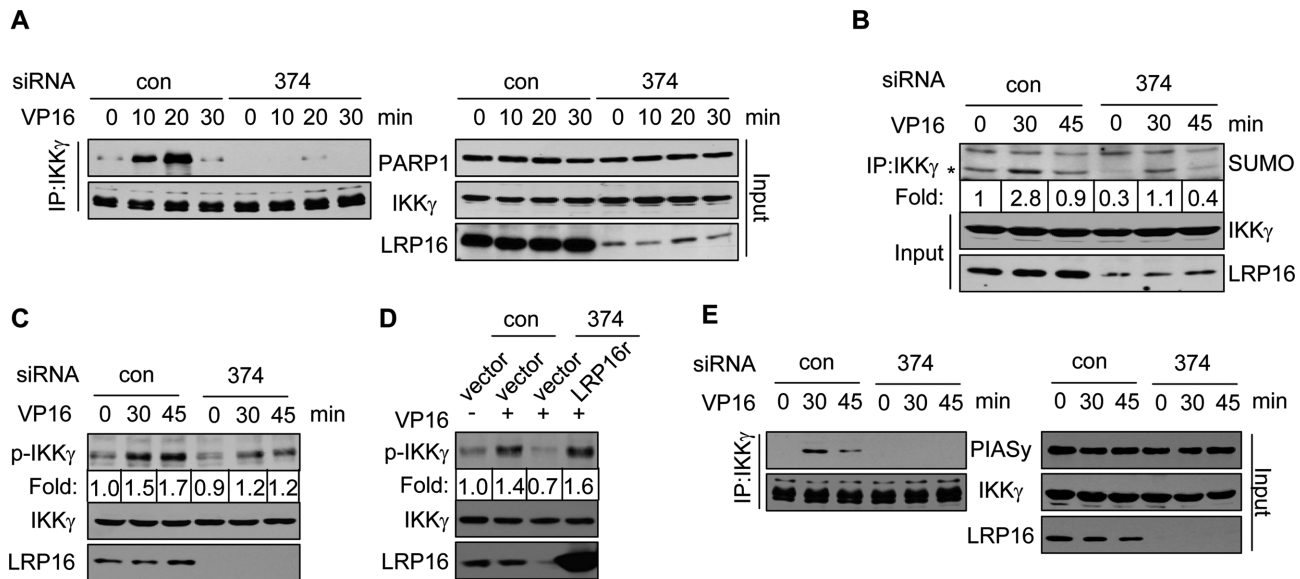 A
siRNA con 374 con 374
VP16 0 10 20 30 0 10 20 30 min 0 10 20 30 0 10 20 30
IP:IKKγ
PARP1
IKKγ
LRP16
Input
B
siRNA con 374
VP16 0 30 45 0 30 45 min
IP:IKKγ * SUMO
Fold: 1 2.8 0.9 0.3 1.1 0.4
Input
IKKγ
LRP16
C
siRNA con 374
VP16 0 30 45 0 30 45 min
p-IKKγ
Fold: 1.0 1.5 1.7 0.9 1.2 1.2
IKKγ
LRP16
D
con 374
vector vector vector LRP16r
VP16 - + + +
p-IKKγ
Fold: 1.0 1.4 0.7 1.6
IKKγ
LRP16
E
siRNA con 374 con 374
VP16 0 30 45 0 30 45 min 0 30 45 0 30 45
IP:IKKγ
PIASy
IKKγ
LRP16
Input